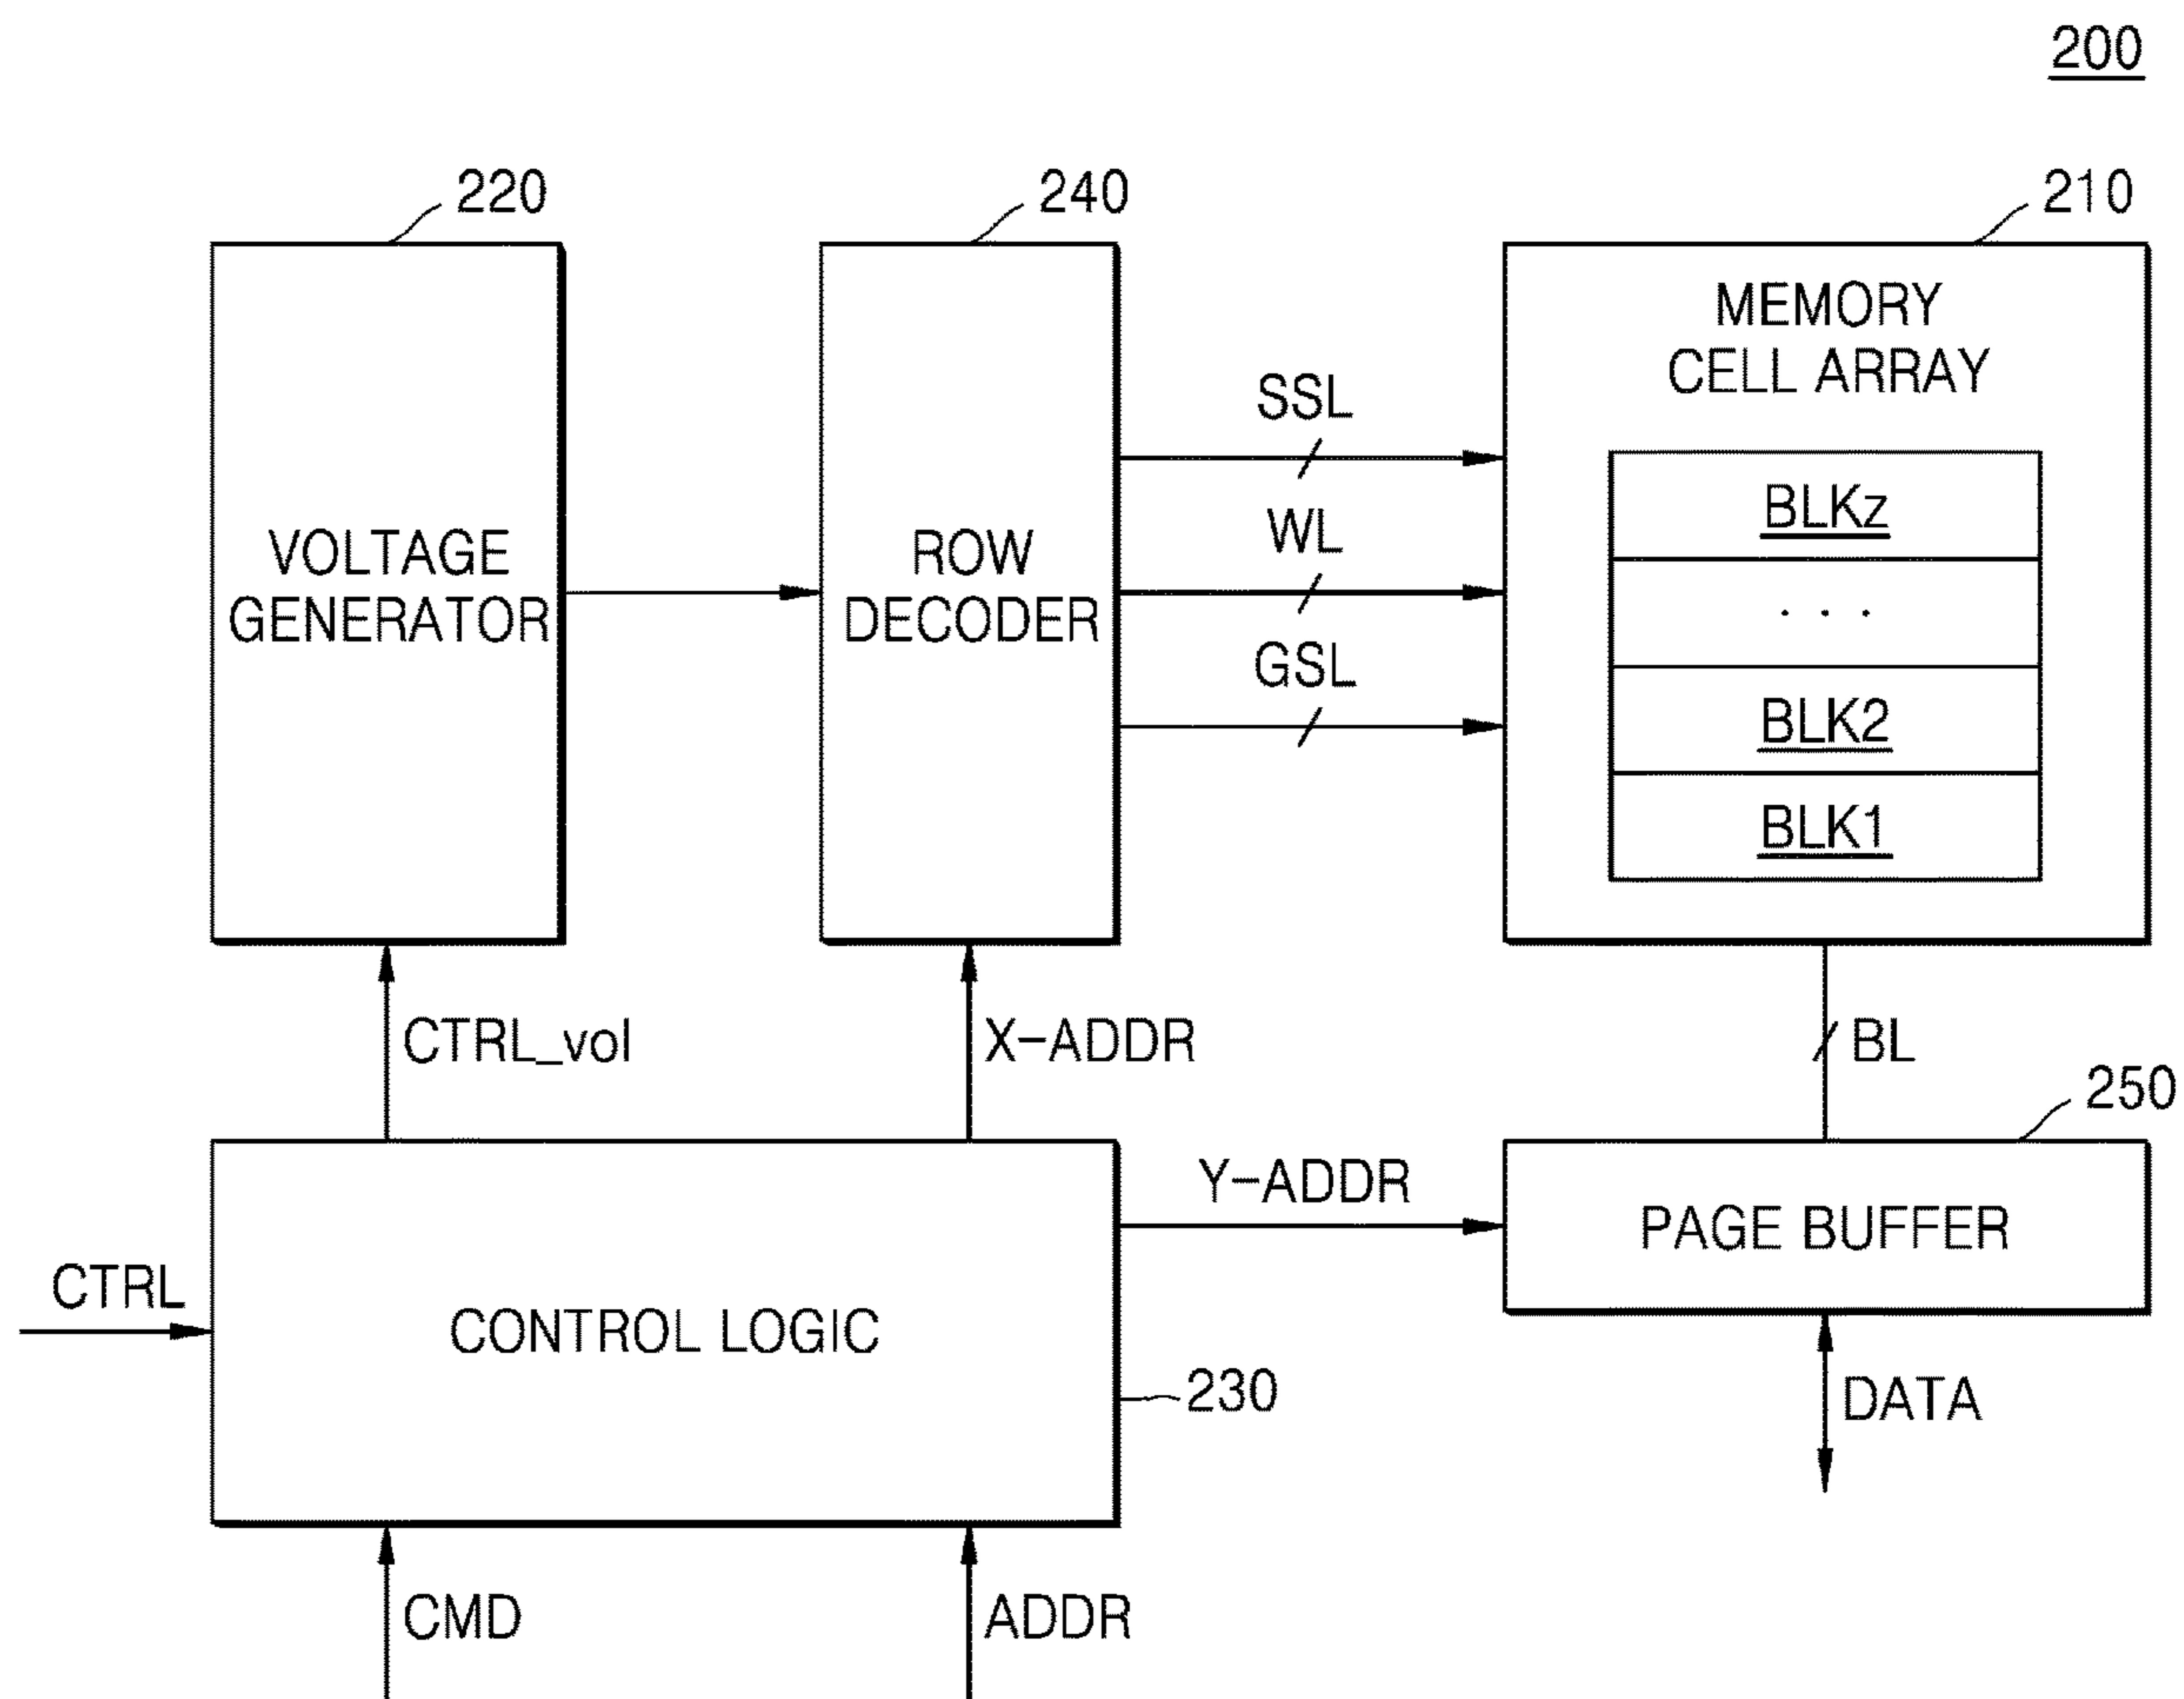 200
220
240
210
VOLTAGE
GENERATOR
ROW
DECODER
SSL
WL
GSL
MEMORY
CELL ARRAY
BLKz
. . .
BLK2
BLK1
CTRL_vol
X-ADDR
BL
250
Y-ADDR
PAGE BUFFER
CTRL
CONTROL LOGIC
230
DATA
CMD
ADDR